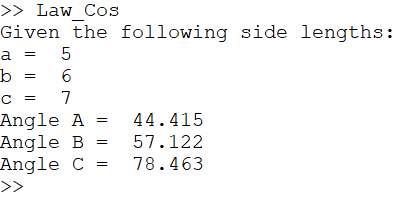 >> Law_Cos
Given the following side lengths:
a =  5
b =  6
c =  7
Angle A =  44.415
Angle B =  57.122
Angle C =  78.463
>>